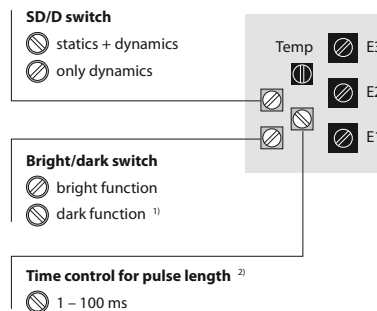 SD/D switch
statics + dynamics
only dynamics
Temp
E3
E2
E1
Bright/dark switch
bright function
dark function 1)
Time control for pulse length 2)
1 – 100 ms